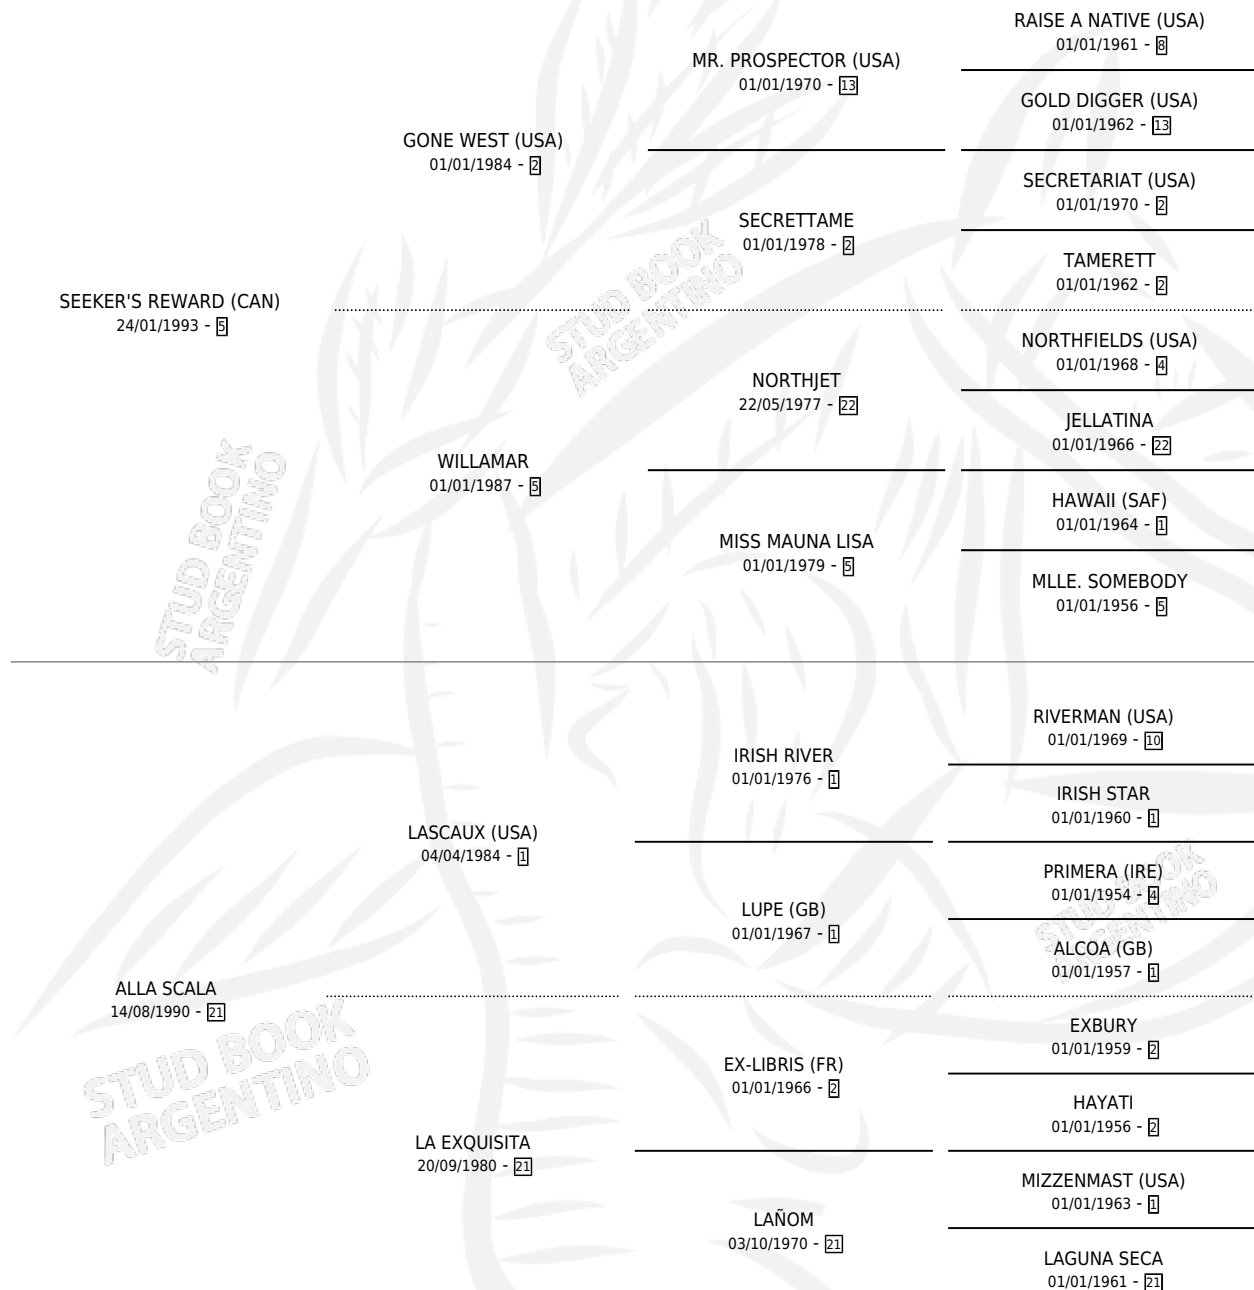 RAISE A NATIVE (USA)
01/01/1961 - 8
MR. PROSPECTOR (USA)
01/01/1970 - 13
GOLD DIGGER (USA)
01/01/1962 - 13
GONE WEST (USA)
01/01/1984 - 2
SECRETARIAT (USA)
01/01/1970 - 2
SECRETTAME
01/01/1978 - 2
TAMERETT
01/01/1962 - 2
SEEKER'S REWARD (CAN)
24/01/1993 - 5
NORTHFIELDS (USA)
01/01/1968 - 4
NORTHJET
22/05/1977 - 22
JELLATINA
01/01/1966 - 22
WILLAMAR
01/01/1987 - 5
HAWAII (SAF)
01/01/1964 - 1
MISS MAUNA LISA
01/01/1979 - 5
MLLE. SOMEBODY
01/01/1956 - 5
RIVERMAN (USA)
01/01/1969 - 10
IRISH RIVER
01/01/1976 - 1
IRISH STAR
01/01/1960 - 1
LASCAUX (USA)
04/04/1984 - 1
PRIMERA (IRE)
01/01/1954 - 4
LUPE (GB)
01/01/1967 - 1
ALCOA (GB)
01/01/1957 - 1
ALLA SCALA
14/08/1990 - 21
EXBURY
01/01/1959 - 2
EX-LIBRIS (FR)
01/01/1966 - 2
HAYATI
01/01/1956 - 2
LA EXQUISITA
20/09/1980 - 21
MIZZENMAST (USA)
01/01/1963 - 1
LAÑOM
03/10/1970 - 21
LAGUNA SECA
01/01/1961 - 21
STUD BOOK
ARGENTINO
STUD BOOK
ARGENTINO
STUD BOOK
ARGENTINO
STUD BOOK
ARGENTINO